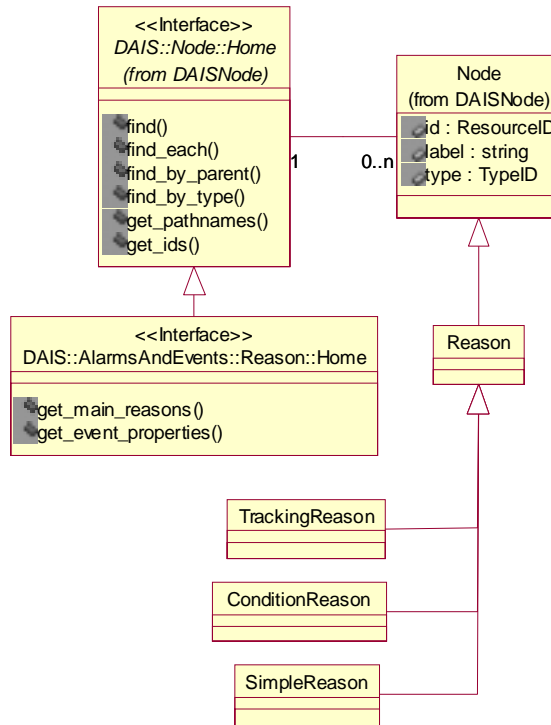 <<Interface>>
DAIS::Node::Home
(from DAISNode)
find()
find_each()
find_by_parent()
find_by_type()
get_pathnames()
get_ids()
1
0..n
Node
(from DAISNode)
id : ResourceID
label : string
type : TypeID
<<Interface>>
DAIS::AlarmsAndEvents::Reason::Home
get_main_reasons()
get_event_properties()
Reason
TrackingReason
ConditionReason
SimpleReason